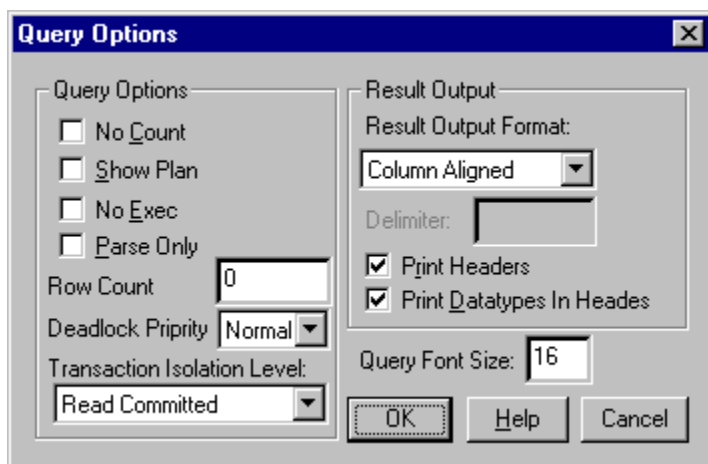 Query Options
Query Options
No Count
Show Plan
No Exec
Parse Only
Row Count 0
Deadlock Priprity Normal
Transaction Isolation Level:
Read Committed
Result Output
Result Output Format:
Column Aligned
Delimiter:
Print Headers
Print Datatypes In Heades
Query Font Size: 16
OK Help Cancel